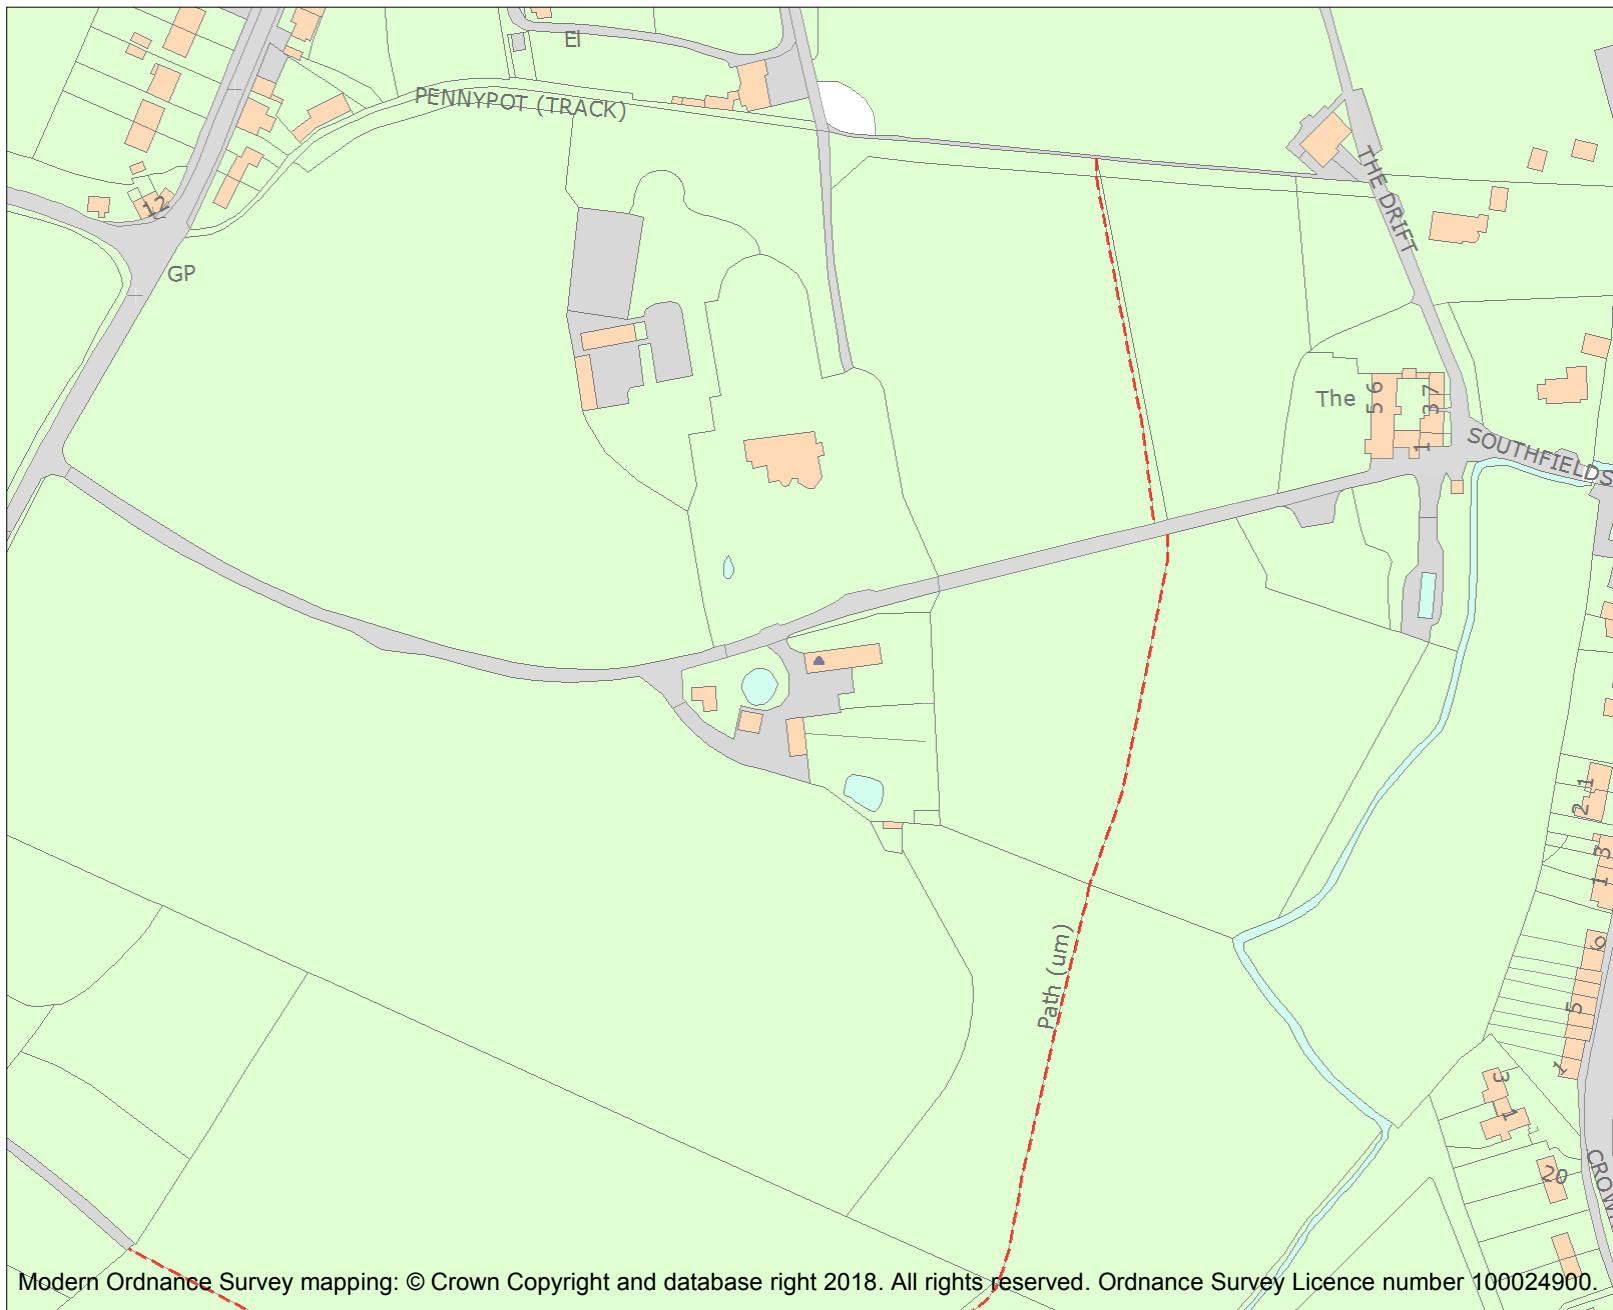 El
PENNYPOT (TRACK)
THE DRIFT
12
GP
The
5 6
3 7
1
SOUTHFIELDS
1
2
3
1
9
5
1
Path (um)
3
1
20
CROW
Modern Ordnance Survey mapping: © Crown Copyright and database right 2018. All rights reserved. Ordnance Survey Licence number 100024900.